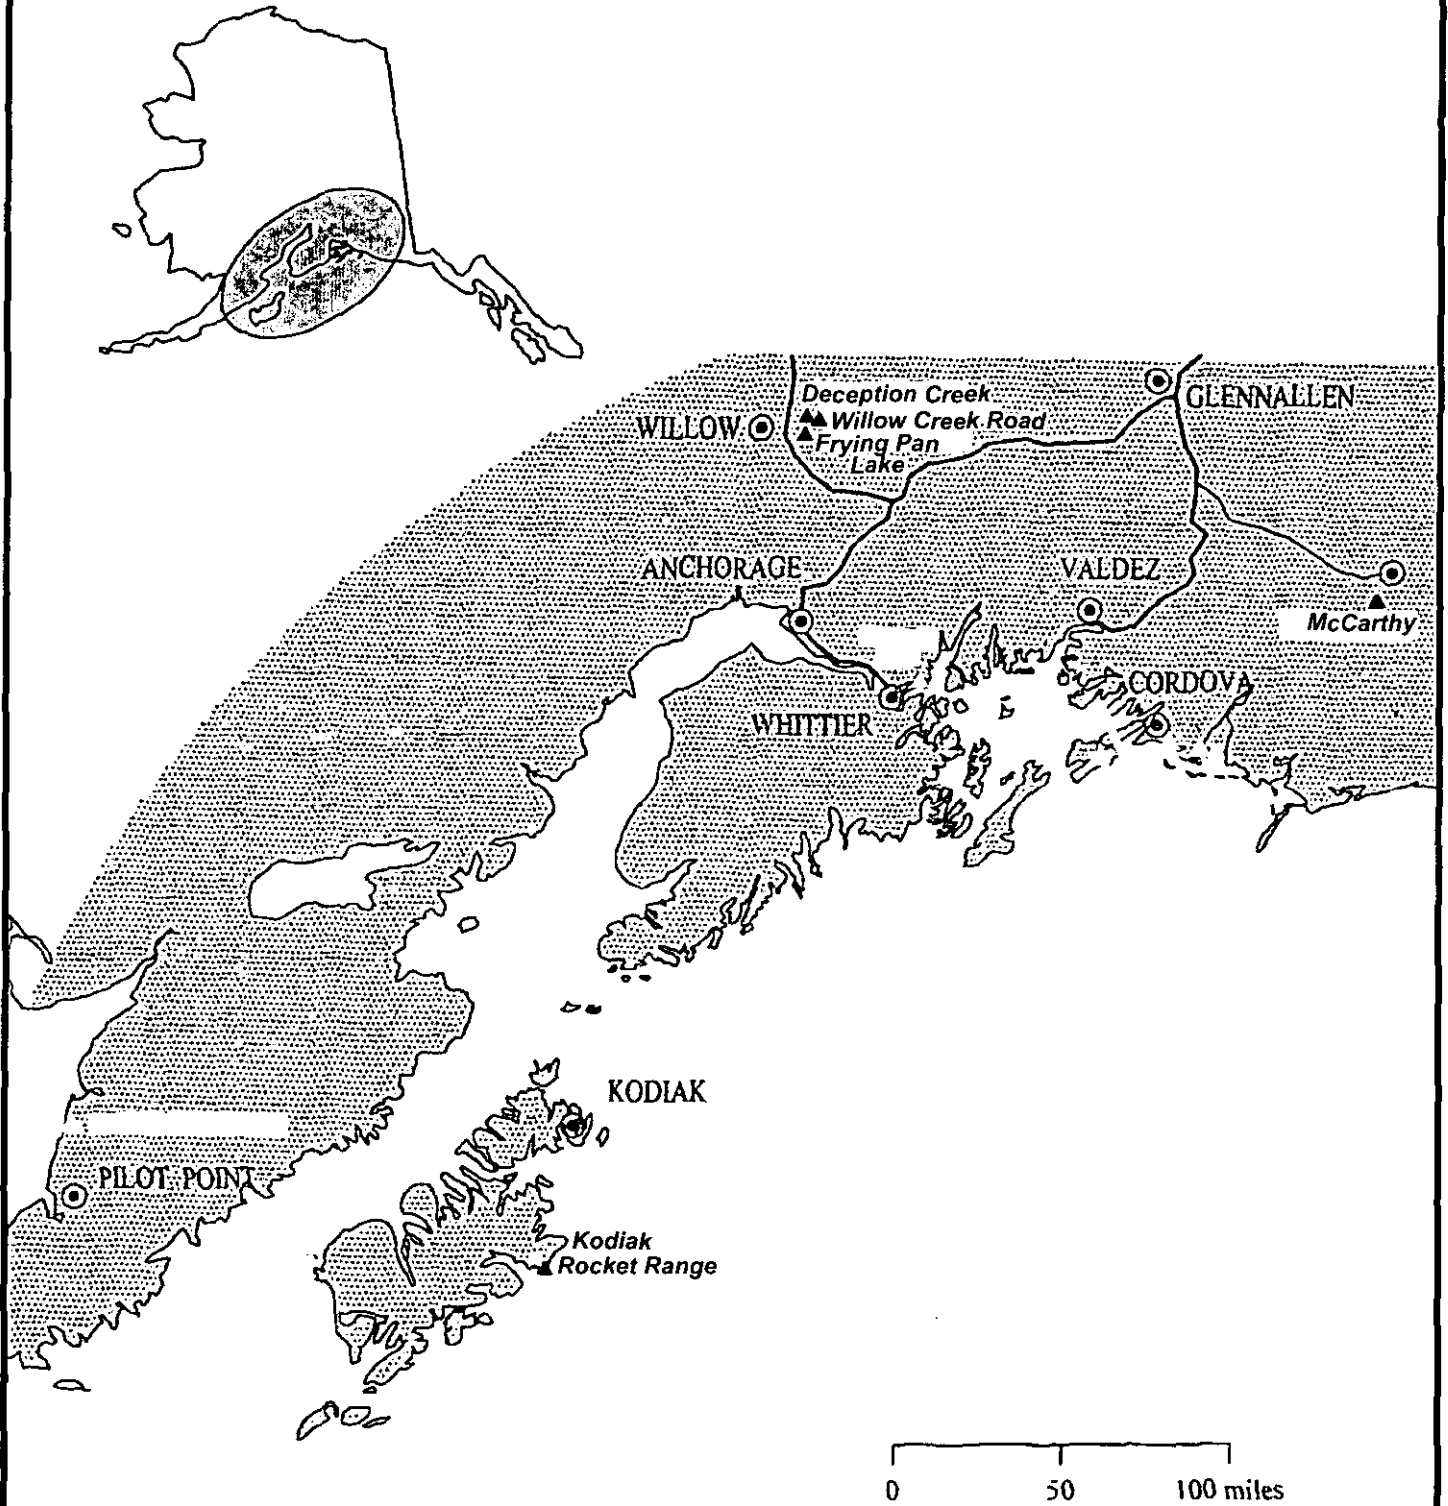 Deception Creek
GLENNALLEN
WILLOW
Willow Creek Road
Frying Pan
Lake
ANCHORAGE
VALDEZ
McCarthy
CORDOVA
WHITTIER
KODIAK
PILOT POINT
Kodiak
Rocket Range
0 50 100 miles